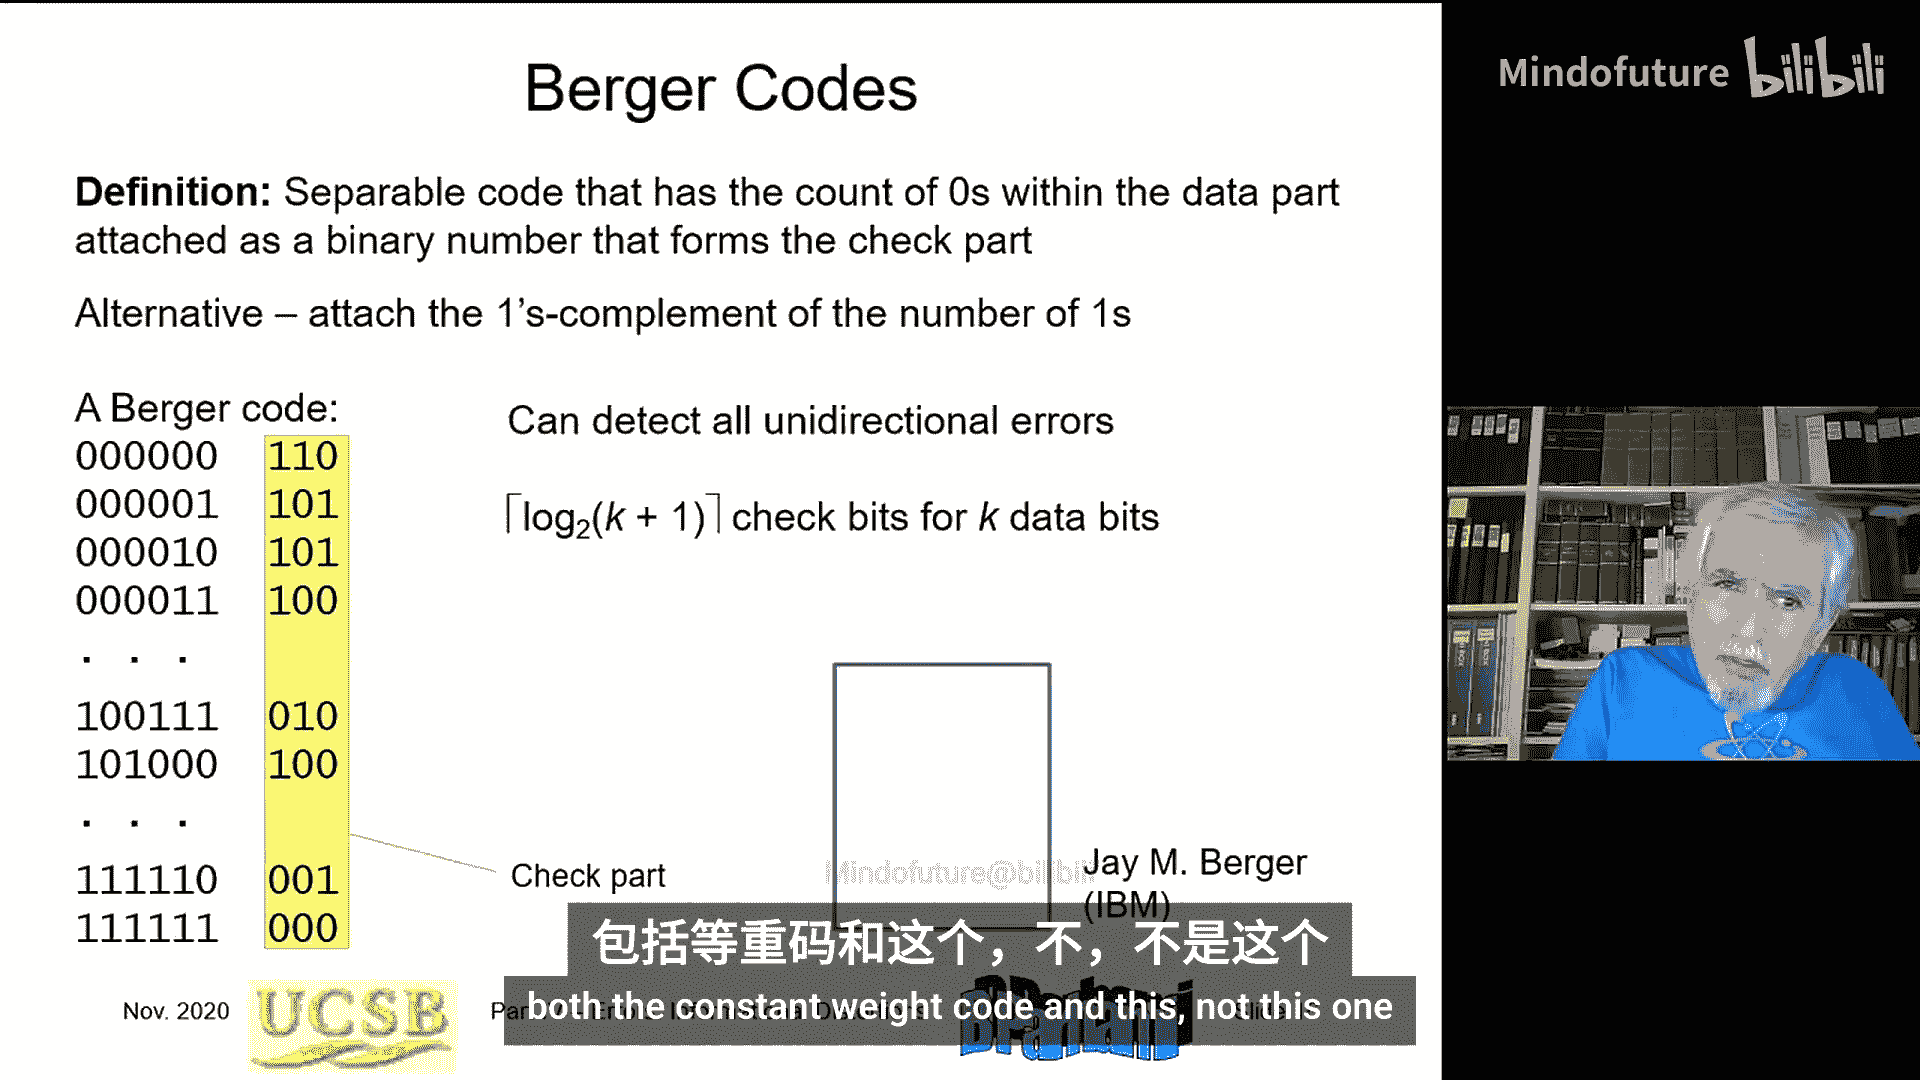 Berger Codes
Mindofuture bilibili
Definition: Separable code that has the count of 0s within the data part
attached as a binary number that forms the check part
Alternative – attach the 1’s-complement of the number of 1s
A Berger code:
000000 110
000001 101
000010 101
000011 100
. . .
100111 010
101000 100
. . .
111110 001
111111 000
Can detect all unidirectional errors
⌈log₂(k + 1)⌉ check bits for k data bits
Check part
Mindofuture@bilibili
Jay M. Berger
(IBM)
包括等重码和这个，不，不是这个
both the constant weight code and this, not this one
Nov. 2020
UCSB
B. Parhami